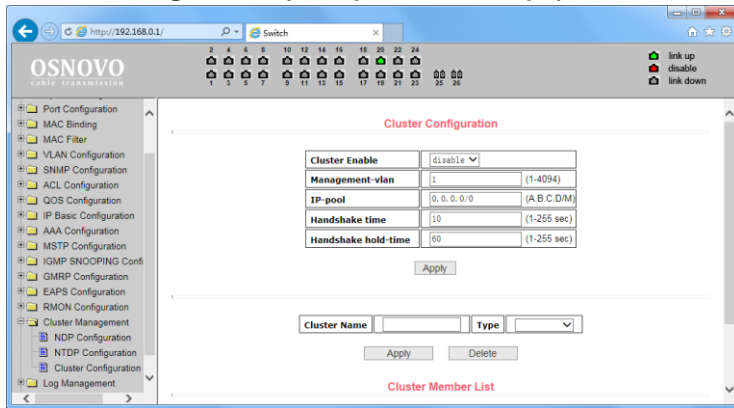 http://192.168.0.1/
Switch
OSNOVO
cable transmission
2 4 6 8 10 12 14 16 18 20 22 24
1 3 5 7 9 11 13 15 17 19 21 23 25 26
link up
disable
link down
Port Configuration
MAC Binding
MAC Filter
VLAN Configuration
SNMP Configuration
ACL Configuration
QOS Configuration
IP Basic Configuration
AAA Configuration
MSTP Configuration
IGMP SNOOPING Confi
GMRP Configuration
EAPS Configuration
RMON Configuration
Cluster Management
NDP Configuration
NTDP Configuration
Cluster Configuration
Log Management
Cluster Configuration
Cluster Enable disable
Management-vlan 1 (1-4094)
IP-pool 0.0.0.0/0 (A.B.C.D/M)
Handshake time 10 (1-255 sec)
Handshake hold-time 60 (1-255 sec)
Apply
Cluster Name Type
Apply Delete
Cluster Member List